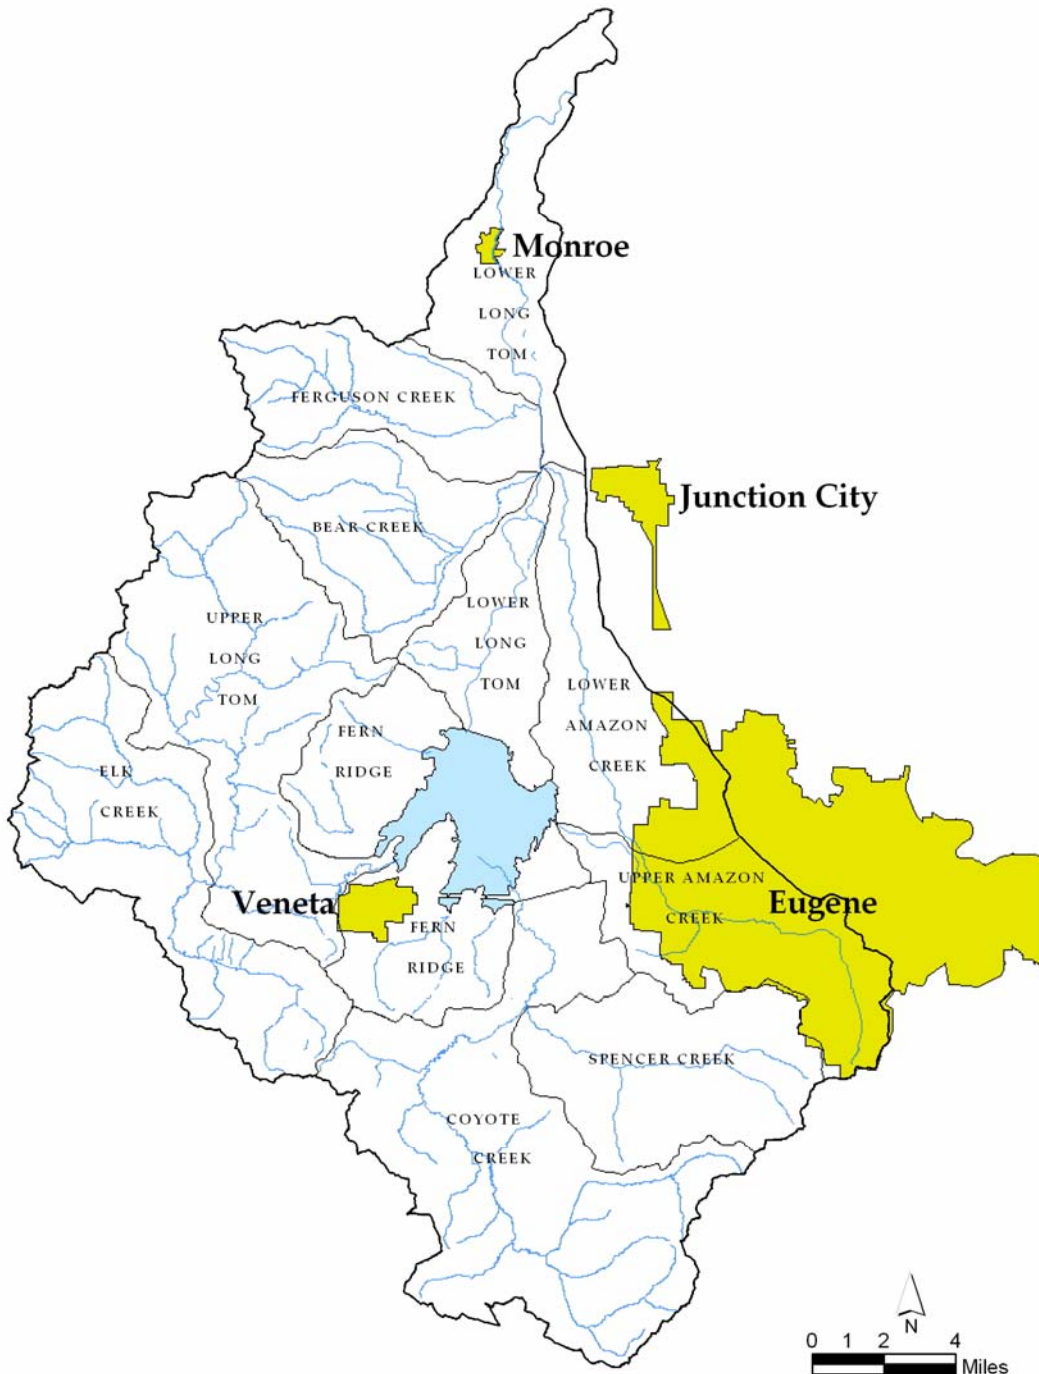 Monroe
LOWER
LONG
TOM
FERGUSON CREEK
Junction City
BEAR CREEK
UPPER
LONG
TOM
LOWER
LONG
TOM
LOWER
AMAZON
CREEK
FERN
RIDGE
ELK
CREEK
UPPER AMAZON
CREEK
Eugene
Veneta
FERN
RIDGE
SPENCER CREEK
COYOTE
CREEK
N
0 1 2 4
Miles